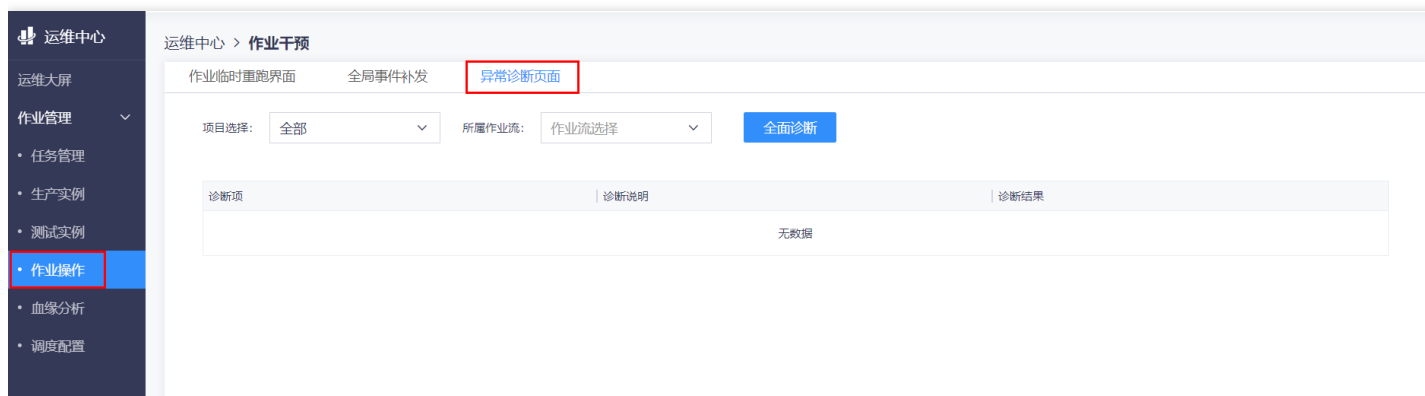 运维中心
运维中心 > 作业干预
运维大屏
作业管理
• 任务管理
• 生产实例
• 测试实例
• 作业操作
• 血缘分析
• 调度配置
作业临时重跑界面 全局事件补发 异常诊断页面
项目选择: 全部 所属作业流: 作业流选择 全面诊断
诊断项 诊断说明 诊断结果
无数据